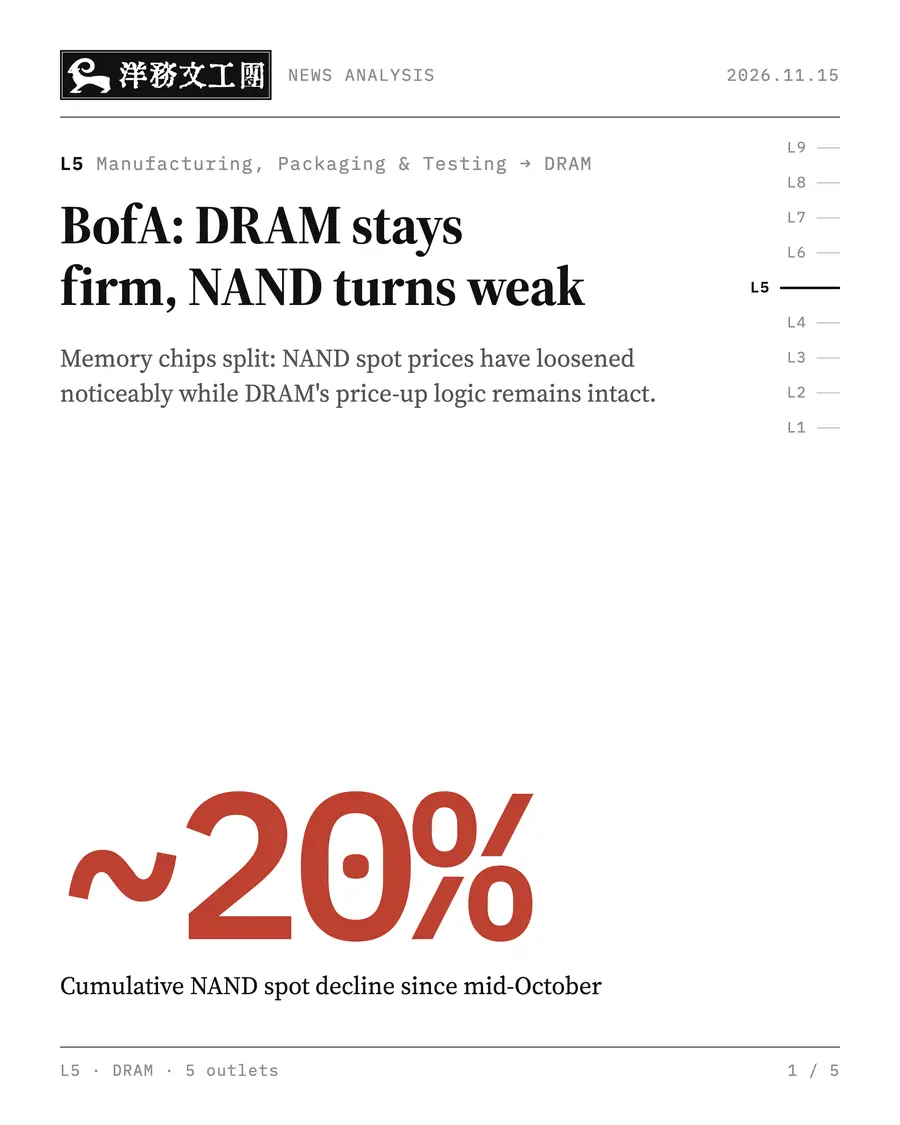 洋務文工團 NEWS ANALYSIS 2026.11.15
L5 Manufacturing, Packaging & Testing → DRAM
BofA: DRAM stays
firm, NAND turns weak
Memory chips split: NAND spot prices have loosened
noticeably while DRAM's price-up logic remains intact.
L9
L8
L7
L6
L5
L4
L3
L2
L1
~20%
Cumulative NAND spot decline since mid-October
L5 · DRAM · 5 outlets 1 / 5